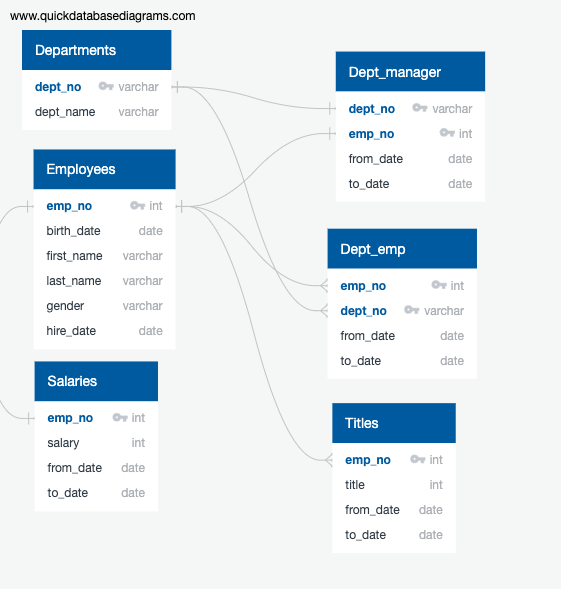 www.quickdatabasediagrams.com
Departments
dept_no varchar
dept_name varchar
Employees
emp_no int
birth_date date
first_name varchar
last_name varchar
gender varchar
hire_date date
Salaries
emp_no int
salary int
from_date date
to_date date
Dept_manager
dept_no varchar
emp_no int
from_date date
to_date date
Dept_emp
emp_no int
dept_no varchar
from_date date
to_date date
Titles
emp_no int
title int
from_date date
to_date date